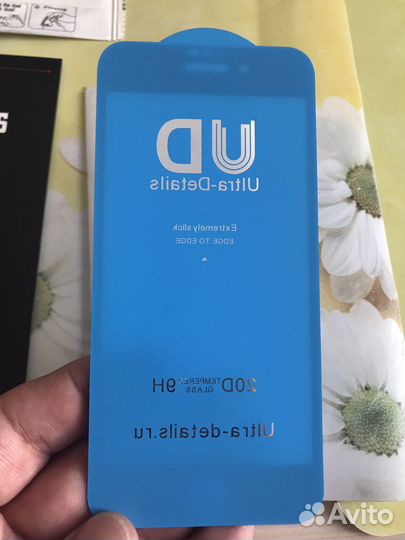 UD
Ultra-Details
Extremely slick
EDGE TO EDGE
20D TEMPERED GLASS 9H
Ultra-details.ru
Avito